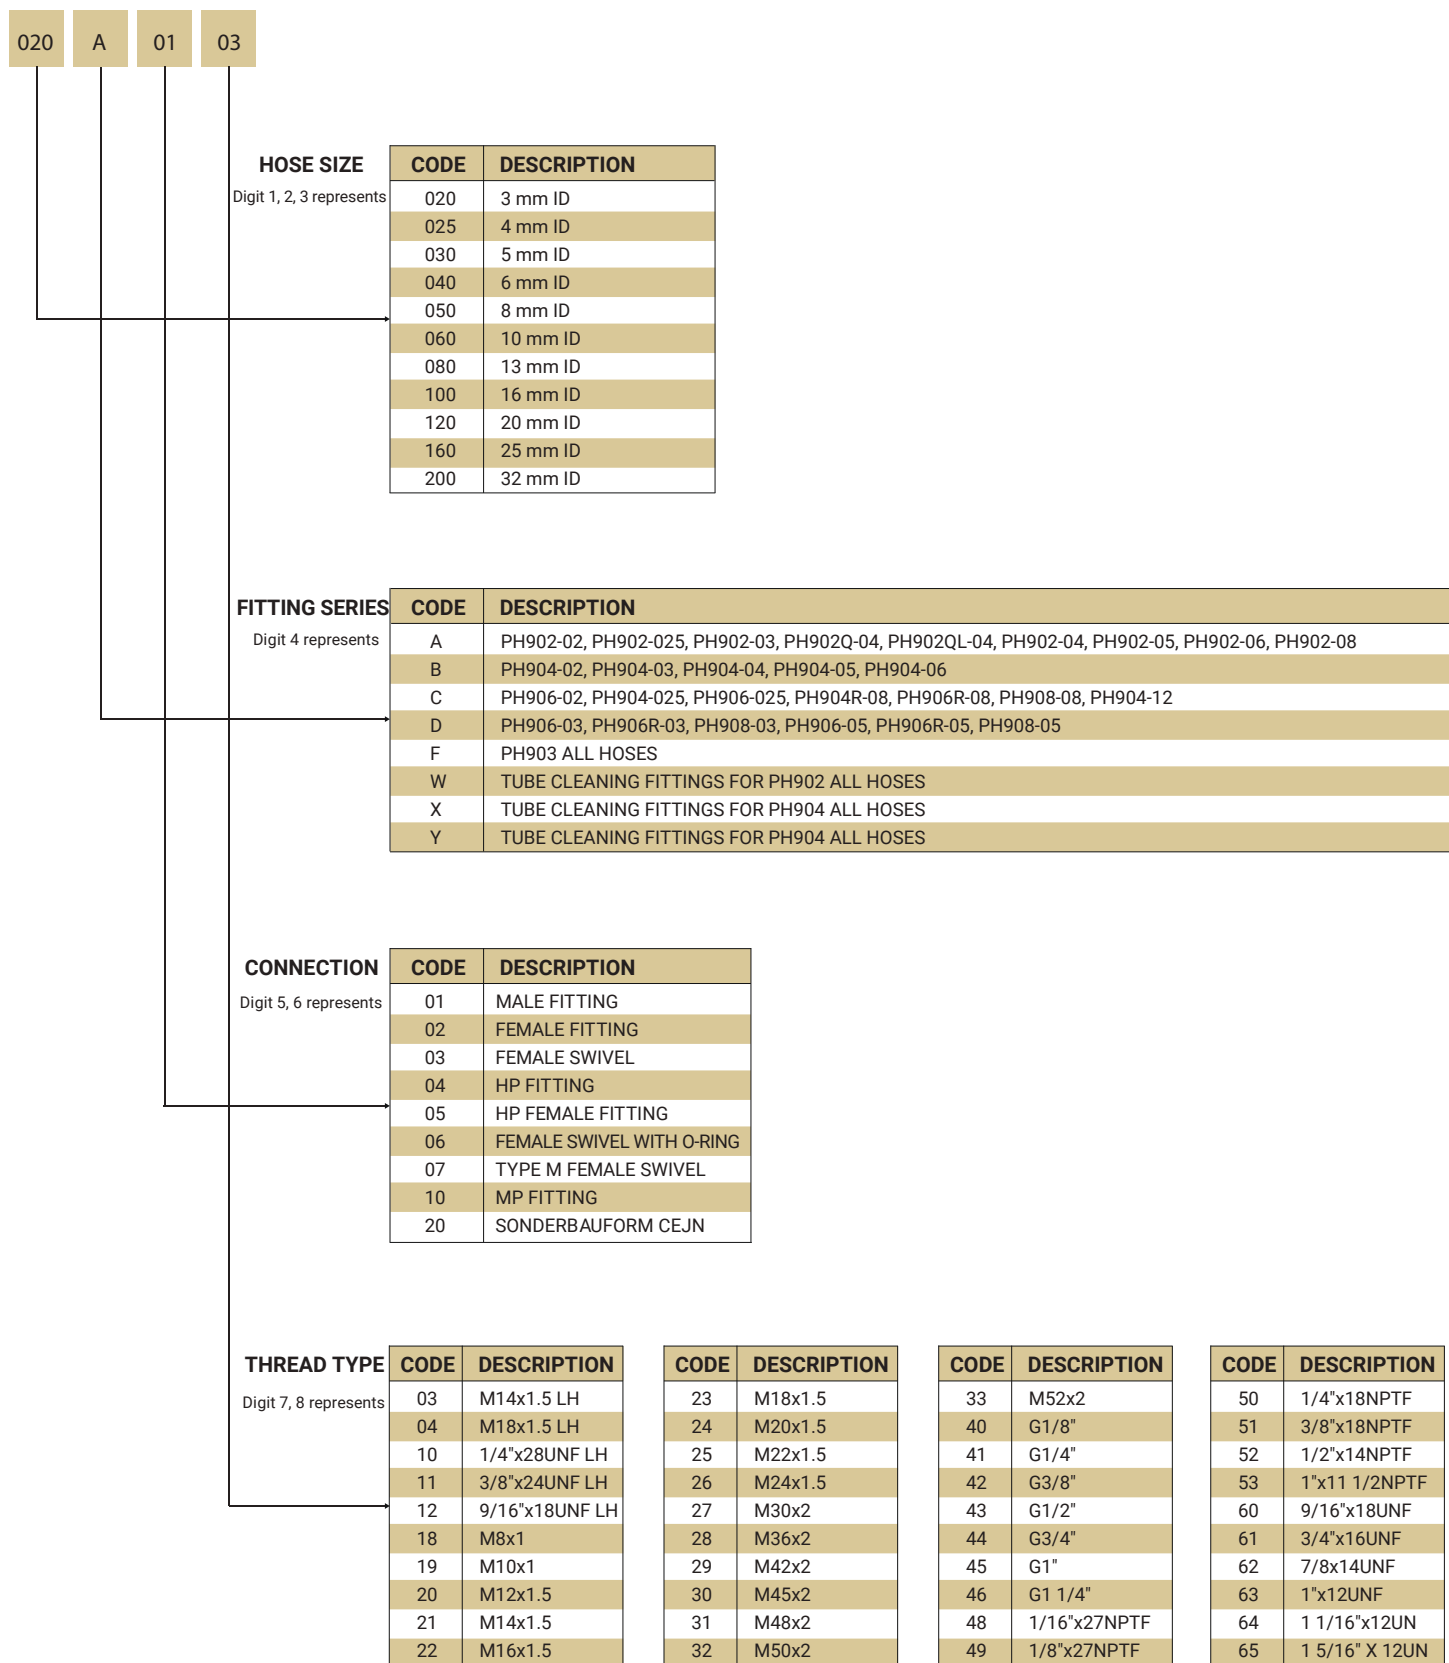 020 A 01 03
HOSE SIZE
Digit 1, 2, 3 represents
CODE DESCRIPTION
020 3 mm ID
025 4 mm ID
030 5 mm ID
040 6 mm ID
050 8 mm ID
060 10 mm ID
080 13 mm ID
100 16 mm ID
120 20 mm ID
160 25 mm ID
200 32 mm ID
FITTING SERIES
Digit 4 represents
CODE DESCRIPTION
A PH902-02, PH902-025, PH902-03, PH902Q-04, PH902QL-04, PH902-04, PH902-05, PH902-06, PH902-08
B PH904-02, PH904-03, PH904-04, PH904-05, PH904-06
C PH906-02, PH904-025, PH906-025, PH904R-08, PH906R-08, PH908-08, PH904-12
D PH906-03, PH906R-03, PH908-03, PH906-05, PH906R-05, PH908-05
F PH903 ALL HOSES
W TUBE CLEANING FITTINGS FOR PH902 ALL HOSES
X TUBE CLEANING FITTINGS FOR PH904 ALL HOSES
Y TUBE CLEANING FITTINGS FOR PH904 ALL HOSES
CONNECTION
Digit 5, 6 represents
CODE DESCRIPTION
01 MALE FITTING
02 FEMALE FITTING
03 FEMALE SWIVEL
04 HP FITTING
05 HP FEMALE FITTING
06 FEMALE SWIVEL WITH O-RING
07 TYPE M FEMALE SWIVEL
10 MP FITTING
20 SONDERBAUFORM CEJN
THREAD TYPE
Digit 7, 8 represents
CODE DESCRIPTION
03 M14x1.5 LH
04 M18x1.5 LH
10 1/4"x28UNF LH
11 3/8"x24UNF LH
12 9/16"x18UNF LH
18 M8x1
19 M10x1
20 M12x1.5
21 M14x1.5
22 M16x1.5
CODE DESCRIPTION
23 M18x1.5
24 M20x1.5
25 M22x1.5
26 M24x1.5
27 M30x2
28 M36x2
29 M42x2
30 M45x2
31 M48x2
32 M50x2
CODE DESCRIPTION
33 M52x2
40 G1/8"
41 G1/4"
42 G3/8"
43 G1/2"
44 G3/4"
45 G1"
46 G1 1/4"
48 1/16"x27NPTF
49 1/8"x27NPTF
CODE DESCRIPTION
50 1/4"x18NPTF
51 3/8"x18NPTF
52 1/2"x14NPTF
53 1"x11 1/2NPTF
60 9/16"x18UNF
61 3/4"x16UNF
62 7/8x14UNF
63 1"x12UNF
64 1 1/16"x12UN
65 1 5/16" X 12UN